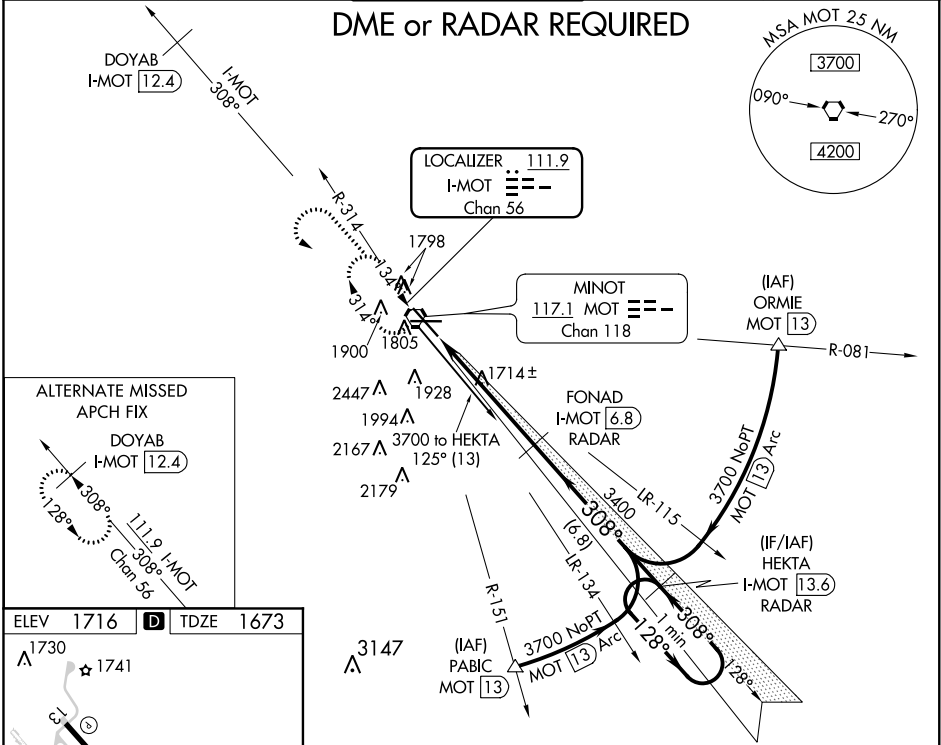 DME or RADAR REQUIRED
MSA MOT 25 NM
3700
090°
270°
4200
DOYAB
I-MOT 12.4
I-MOT
308°
LOCALIZER 111.9
I-MOT
Chan 56
R-314
134°
314°
1798
1900
1805
MINOT
117.1 MOT
Chan 118
(IAF)
ORMIE
MOT 13
R-081
2447
1928
1714±
1994
2167
2179
3700 to HEKTA
125° (13)
FONAD
I-MOT 6.8
RADAR
3700 NoPT
MOT 13 Arc
LR-115
3400
308°
(6.8)
LR-134
(IF/IAF)
HEKTA
I-MOT 13.6
RADAR
1 min
308°
128°
128°
R-151
3700 NoPT
MOT 13 Arc
(IAF)
PABIC
MOT 13
3147
ALTERNATE MISSED
APCH FIX
DOYAB
I-MOT 12.4
308°
128°
111.9 I-MOT
308°
Chan 56
ELEV 1716 D TDZE 1673
1730
1741
13
P